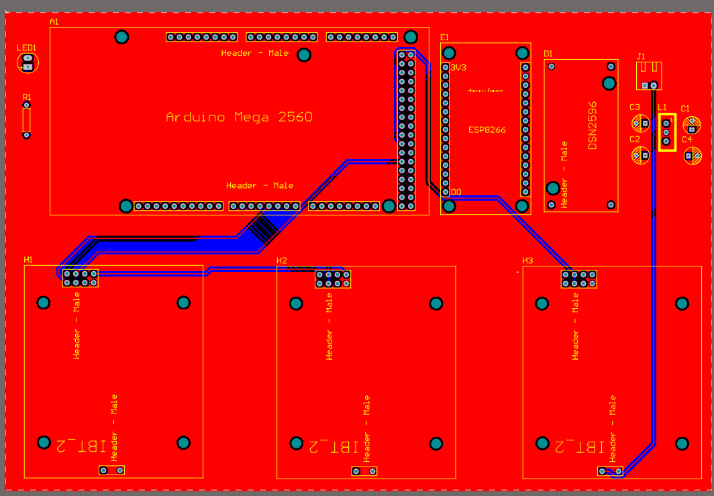 A1
LED1
R1
Header - Male
Arduino Mega 2560
Header - Male
E1
3V3
ESP8266
D0
D1
DSN2596
Header - Male
J1
L1
C3
C1
C2
C4
H1
Header - Male
Header - Male
IBT_2
H2
Header - Male
Header - Male
IBT_2
H3
Header - Male
Header - Male
IBT_2